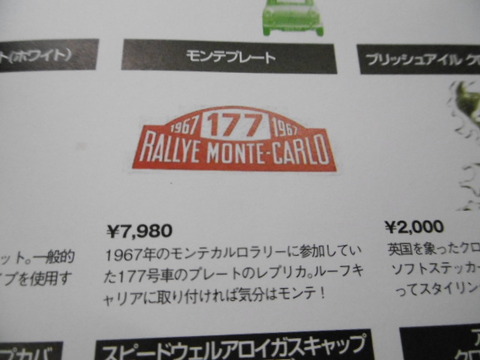 ト(ホワイト)
モンテプレート
ブリッシュアイル
1967 177 1967
RALLYE MONTE-CARLO
¥7,980
1967年のモンテカルロラリーに参加してい
た177号車のプレートのレプリカ。ルーフキ
ャリアに取り付ければ気分はモンテ!
¥2,000
英国を象ったクロ
ソフトステッカー
ってスタイリン
ット。一般的
イプを使用す
プカバ
スピードウェルアロイガスキャップ